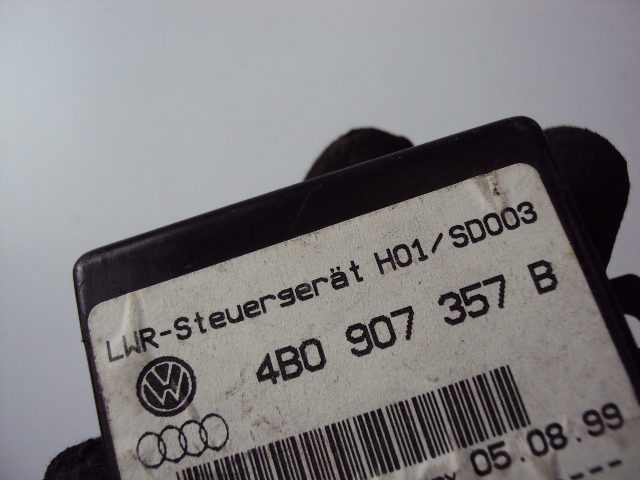 LWR-Steuergerät H01/SD003
4B0 907 357 B
05.08.99